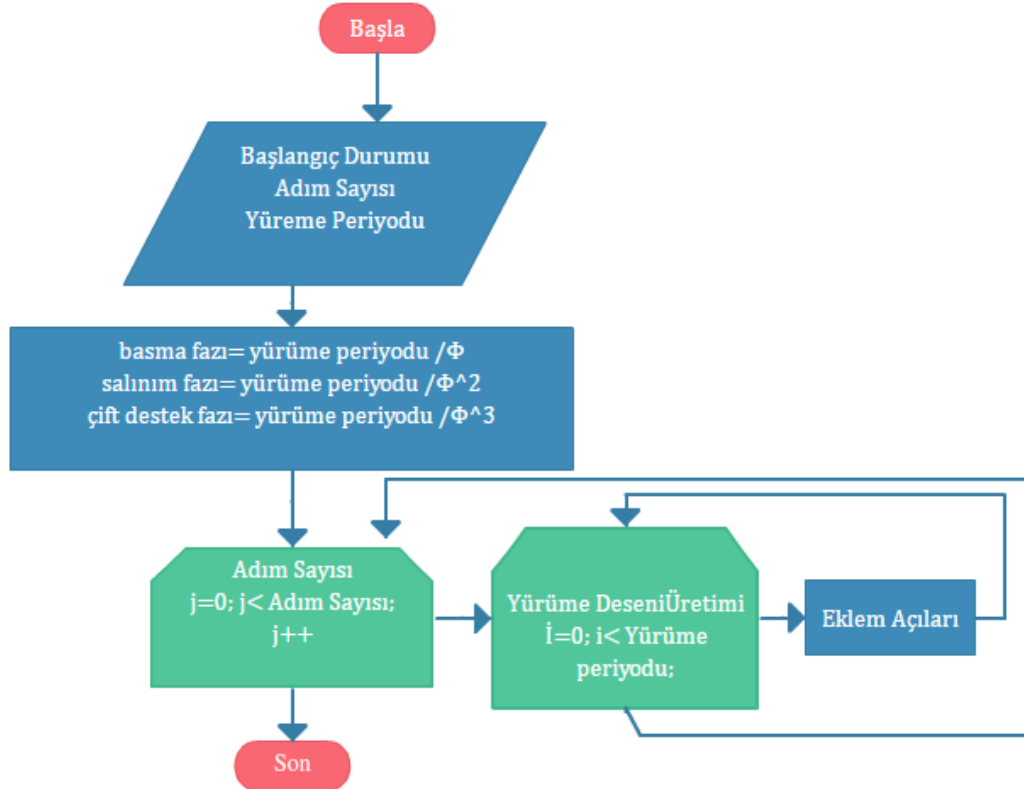 Başla
Başlangıç Durumu
Adım Sayısı
Yüreme Periyodu
basma fazı= yürüme periyodu /Φ
salınım fazı= yürüme periyodu /Φ^2
çift destek fazı= yürüme periyodu /Φ^3
Adım Sayısı
j=0; j< Adım Sayısı;
j++
Yürüme DeseniÜretimi
İ=0; i< Yürüme
periyodu;
Eklem Açıları
Son